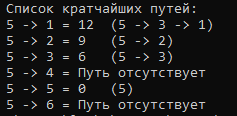 Список кратчайших путей:
5 -> 1 = 12 (5 -> 3 -> 1)
5 -> 2 = 9 (5 -> 2)
5 -> 3 = 6 (5 -> 3)
5 -> 4 = Путь отсутствует
5 -> 5 = 0 (5)
5 -> 6 = Путь отсутствует